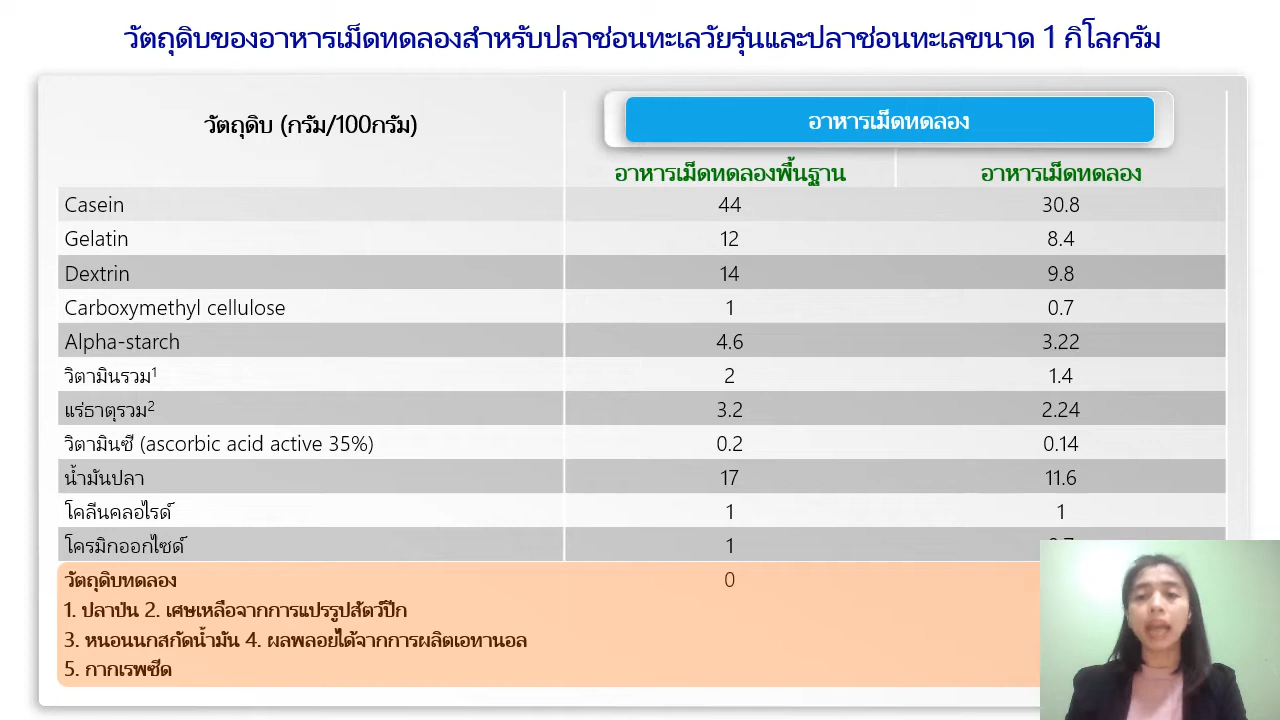 วัตถุดิบของอาหารเม็ดทดลองสำหรับปลาช่อนทะเลวัยรุ่นและปลาช่อนทะเลขนาด 1 กิโลกรัม
วัตถุดิบ (กรัม/100กรัม) อาหารเม็ดทดลอง
อาหารเม็ดทดลองพื้นฐาน อาหารเม็ดทดลอง
Casein 44 30.8
Gelatin 12 8.4
Dextrin 14 9.8
Carboxymethyl cellulose 1 0.7
Alpha-starch 4.6 3.22
วิตามินรวม¹ 2 1.4
แร่ธาตุรวม² 3.2 2.24
วิตามินซี (ascorbic acid active 35%) 0.2 0.14
น้ำมันปลา 17 11.6
โคลีนคลอไรด์ 1 1
โครมิกออกไซด์ 1
วัตถุดิบทดลอง 0
1. ปลาป่น 2. เศษเหลือจากการแปรรูปสัตว์ปีก
3. หนอนนกสกัดน้ำมัน 4. ผลพลอยได้จากการผลิตเอทานอล
5. กากเรพซีด